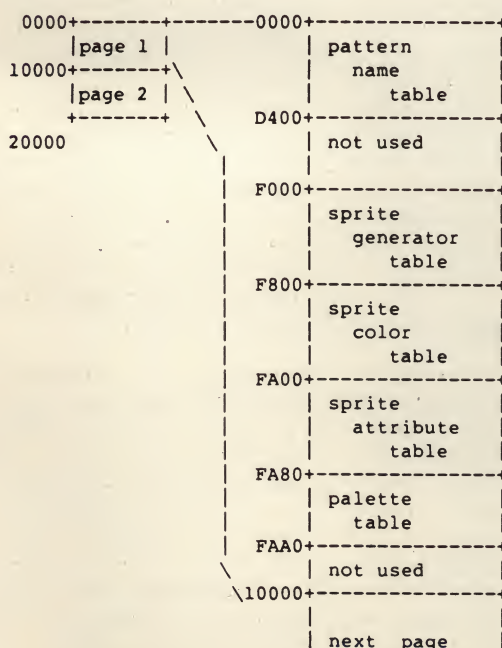 0000 0000
page 1 pattern
name
10000 table
page 2
D400
20000 not used
F000
sprite
generator
table
F800
sprite
color
table
FA00
sprite
attribute
table
FA80
palette
table
FAA0
not used
10000
next page